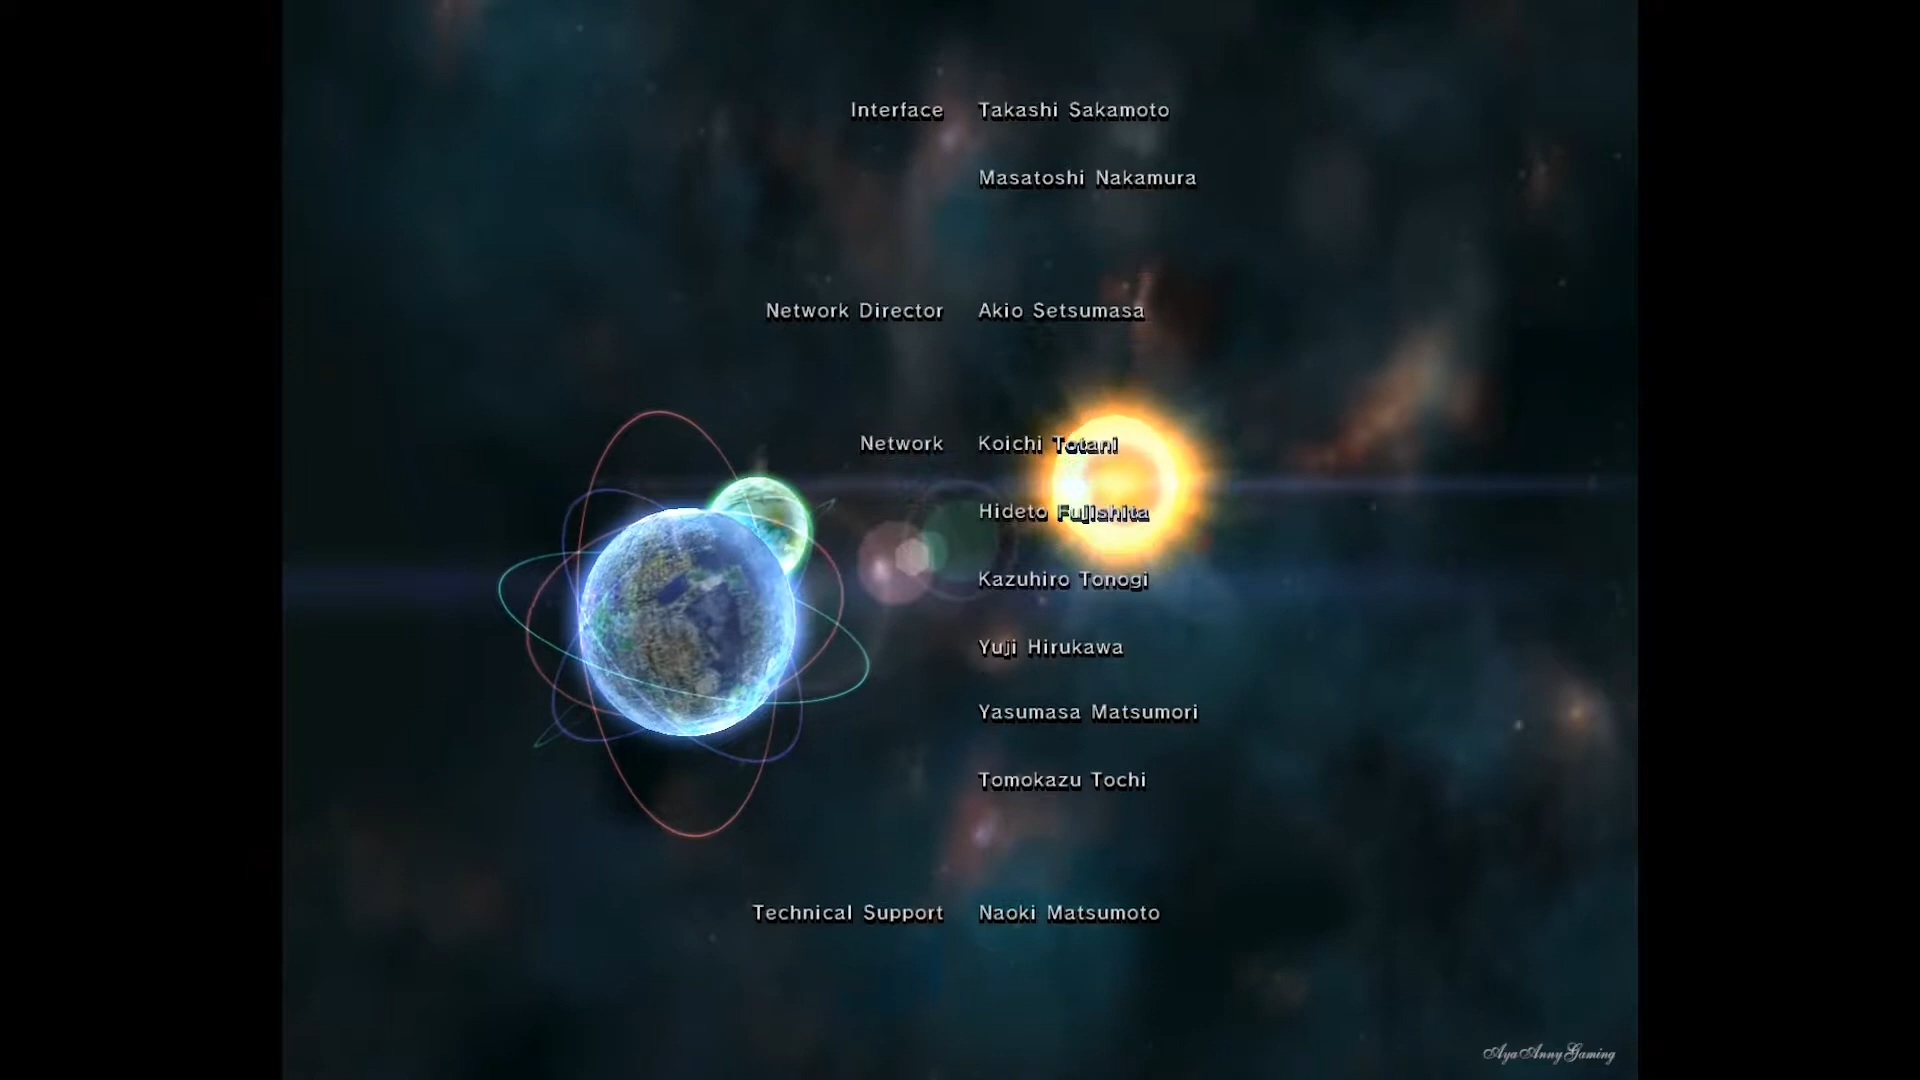 Interface Takashi Sakamoto
Masatoshi Nakamura
Network Director Akio Setsumasa
Network Koichi Totani
Hideto Fujishita
Kazuhiro Tonogi
Yuji Hirukawa
Yasumasa Matsumori
Tomokazu Tochi
Technical Support Naoki Matsumoto
AyaAnnyGaming